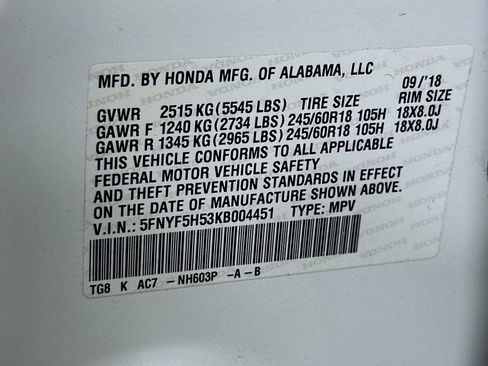 MFD. BY HONDA MFG. OF ALABAMA, LLC 09/'18
GVWR 2515 KG (5545 LBS) TIRE SIZE RIM SIZE
GAWR F 1240 KG (2734 LBS) 245/60R18 105H 18X8.0J
GAWR R 1345 KG (2965 LBS) 245/60R18 105H 18X8.0J
THIS VEHICLE CONFORMS TO ALL APPLICABLE
FEDERAL MOTOR VEHICLE SAFETY
AND THEFT PREVENTION STANDARDS IN EFFECT
ON THE DATE OF MANUFACTURE SHOWN ABOVE.
V.I.N.: 5FNYF5H53KB004451 TYPE: MPV
TG8 K AC7 -NH603P -A -B